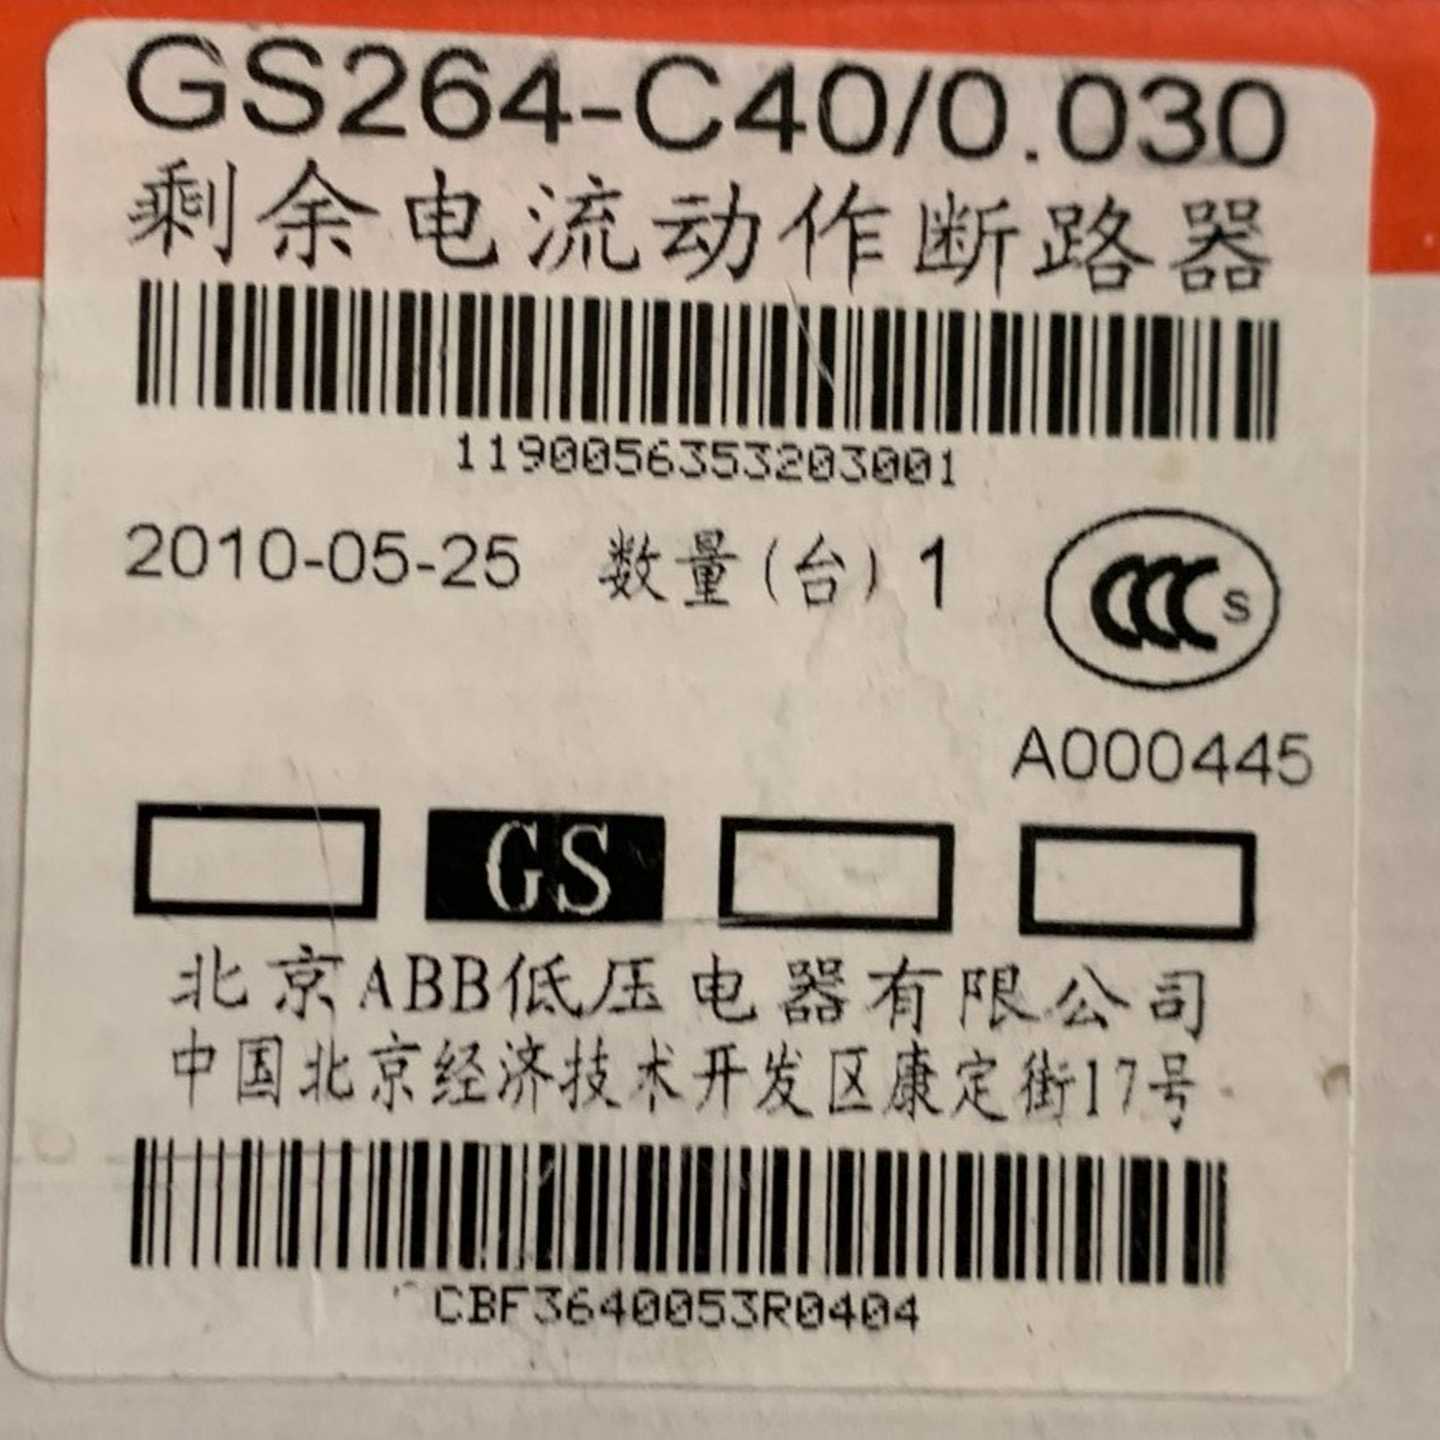 GS264-C40/0.030
剩余电流动作断路器
1190056353203001
2010-05-25 数量(台) 1
CCC S
A000445
GS
北京ABB低压电器有限公司
中国北京经济技术开发区康定街17号
CBF3640053R0404